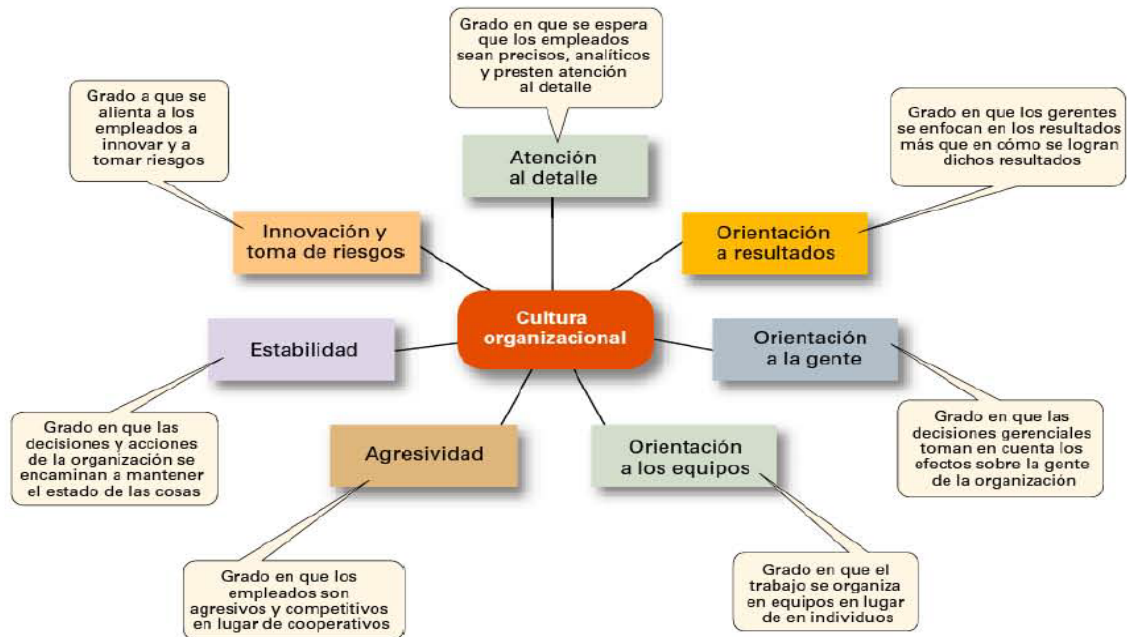 Grado en que se espera
que los empleados
sean precisos, analíticos
y presten atención
al detalle
Atención
al detalle
Grado a que se
alienta a los
empleados a
innovar y a
tomar riesgos
Innovación y
toma de riesgos
Grado en que los gerentes
se enfocan en los resultados
más que en cómo se logran
dichos resultados
Orientación
a resultados
Cultura
organizacional
Estabilidad
Grado en que las
decisiones y acciones
de la organización se
encaminan a mantener
el estado de las cosas
Orientación
a la gente
Grado en que las
decisiones gerenciales
toman en cuenta los
efectos sobre la gente
de la organización
Agresividad
Grado en que los
empleados son
agresivos y competitivos
en lugar de cooperativos
Orientación
a los equipos
Grado en que el
trabajo se organiza
en equipos en lugar
de en individuos